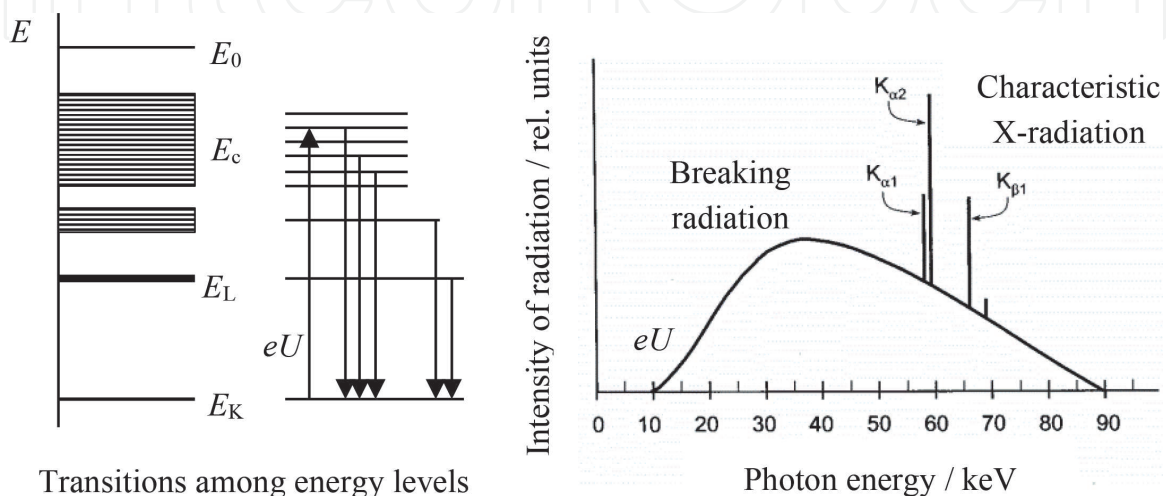 E
E0
Ec
EL
EK
eU
Transitions among energy levels
Intensity of radiation / rel. units
Breaking
radiation
Characteristic
X-radiation
Kα2
Kα1
Kβ1
eU
0 10 20 30 40 50 60 70 80 90
Photon energy / keV